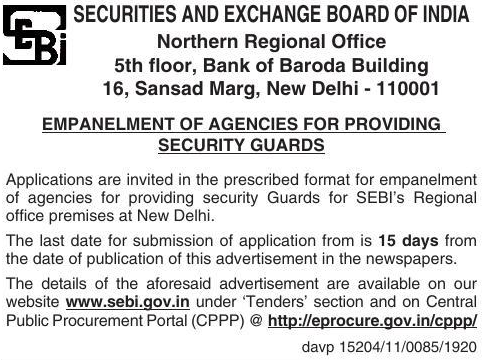 SEBI
SECURITIES AND EXCHANGE BOARD OF INDIA
Northern Regional Office
5th floor, Bank of Baroda Building
16, Sansad Marg, New Delhi - 110001
EMPANELMENT OF AGENCIES FOR PROVIDING
SECURITY GUARDS
Applications are invited in the prescribed format for empanelment
of agencies for providing security Guards for SEBI's Regional
office premises at New Delhi.
The last date for submission of application from is 15 days from
the date of publication of this advertisement in the newspapers.
The details of the aforesaid advertisement are available on our
website www.sebi.gov.in under 'Tenders' section and on Central
Public Procurement Portal (CPPP) @ http://eprocure.gov.in/cppp/
davp 15204/11/0085/1920